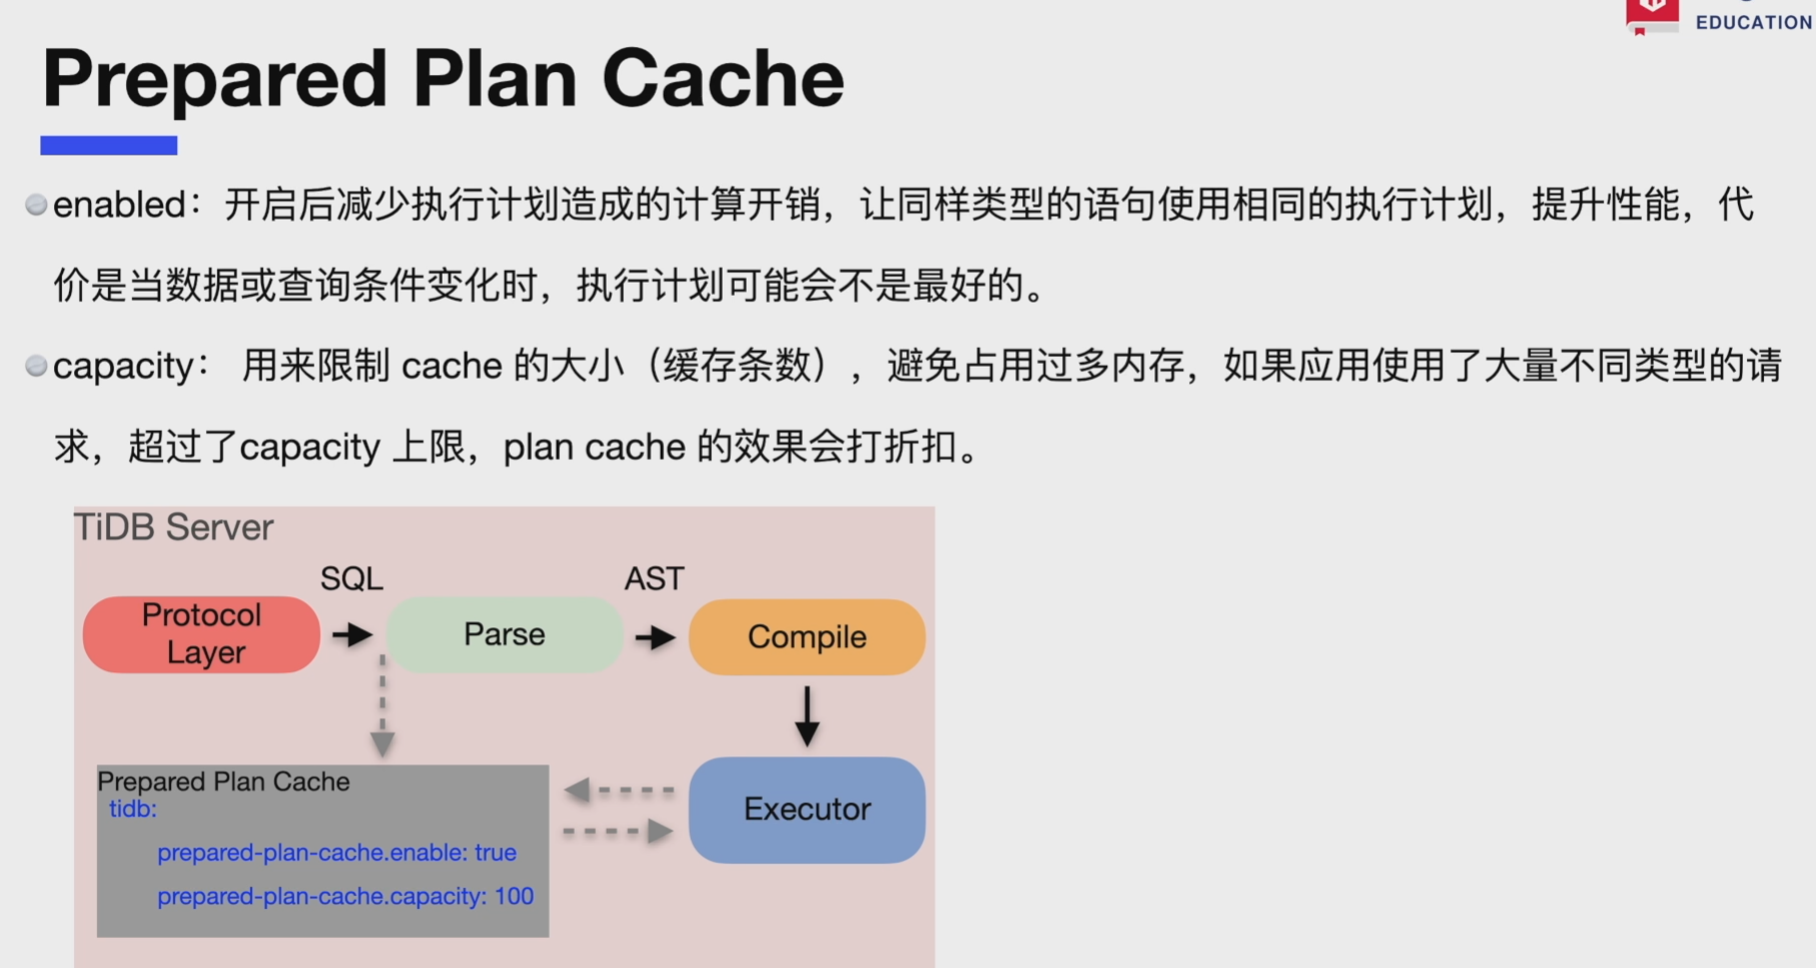 EDUCATION
Prepared Plan Cache
enabled：开启后减少执行计划造成的计算开销，让同样类型的语句使用相同的执行计划，提升性能，代
价是当数据或查询条件变化时，执行计划可能会不是最好的。
capacity： 用来限制 cache 的大小（缓存条数），避免占用过多内存，如果应用使用了大量不同类型的请
求，超过了capacity 上限，plan cache 的效果会打折扣。
TiDB Server
SQL
AST
Protocol
Layer
Parse
Compile
Prepared Plan Cache
tidb:
prepared-plan-cache.enable: true
prepared-plan-cache.capacity: 100
Executor